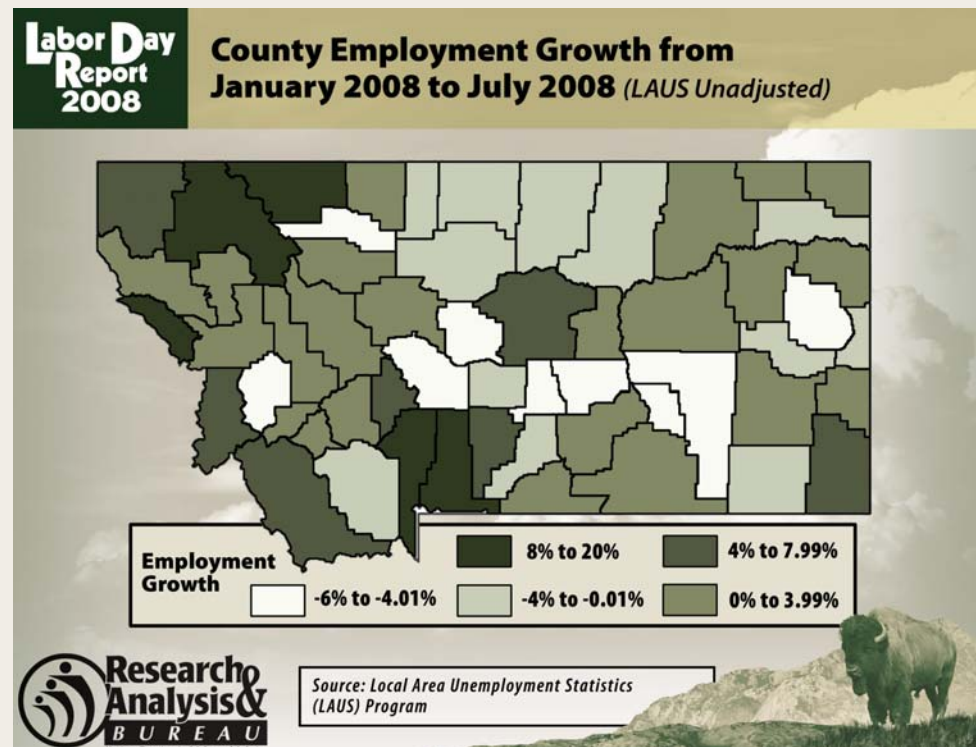 Labor Day
Report
2008
County Employment Growth from
January 2008 to July 2008 (LAUS Unadjusted)
Employment
Growth
8% to 20%
4% to 7.99%
-6% to -4.01%
-4% to -0.01%
0% to 3.99%
Research
Analysis&
BUREAU
Source: Local Area Unemployment Statistics
(LAUS) Program